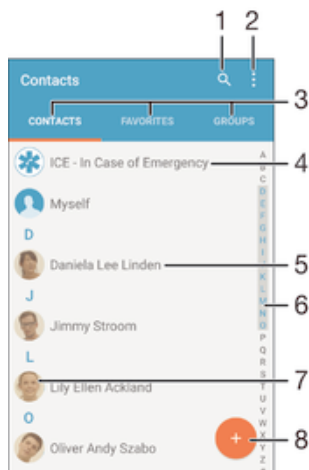 1 2
Contacts
3
CONTACTS FAVORITES GROUPS
ICE - In Case of Emergency 4
Myself
D
Daniela Lee Linden 5
J
6
Jimmy Stroom
L
7
Lily Ellen Ackland
O
8
Oliver Andy Szabo
+
A
B
C
D
E
F
G
H
I
K
L
M
N
O
P
Q
R
S
T
U
V
W
X
Y
Z